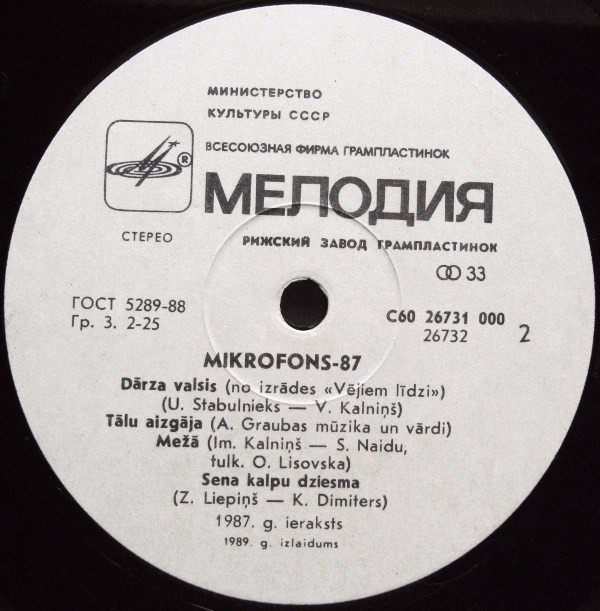 МИНИСТЕРСТВО
КУЛЬТУРЫ СССР
ВСЕСОЮЗНАЯ ФИРМА ГРАМПЛАСТИНОК
®
МЕЛОДИЯ
СТЕРЕО
РИЖСКИЙ ЗАВОД ГРАМПЛАСТИНОК
33
ГОСТ 5289-88
Гр. 3. 2-25
С60 26731 000
26732
2
MIKROFONS-87
Dārza valsis (no izrādes «Vējiem līdzi»)
(U. Stabulnieks — V. Kalniņš)
Tālu aizgāja (A. Graubas mūzika un vārdi)
Mežā (Im. Kalniņš — S. Naidu,
tulk. O. Lisovska)
Sena kalpu dziesma
(Z. Liepiņš — K. Dimiters)
1987. g. ieraksts
1989. g. izlaidums